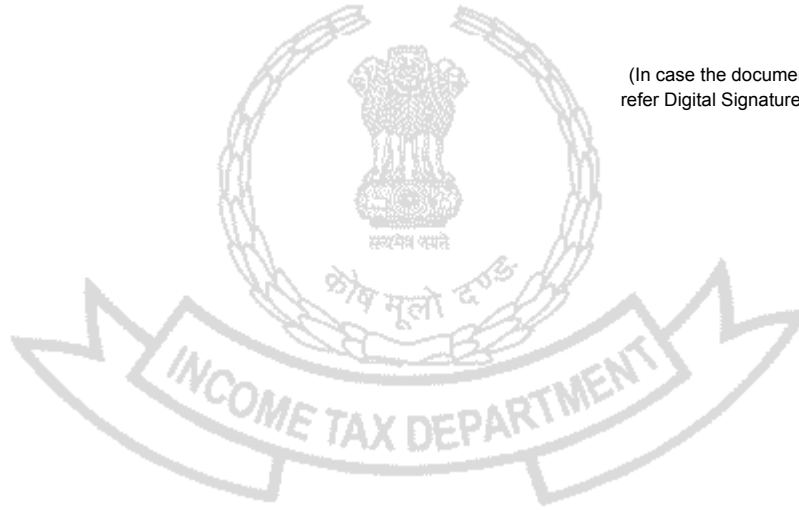 (In case the docume
refer Digital Signature
सत्यमेव जयते
कोष मूलो दण्ड:
INCOME TAX DEPARTMENT